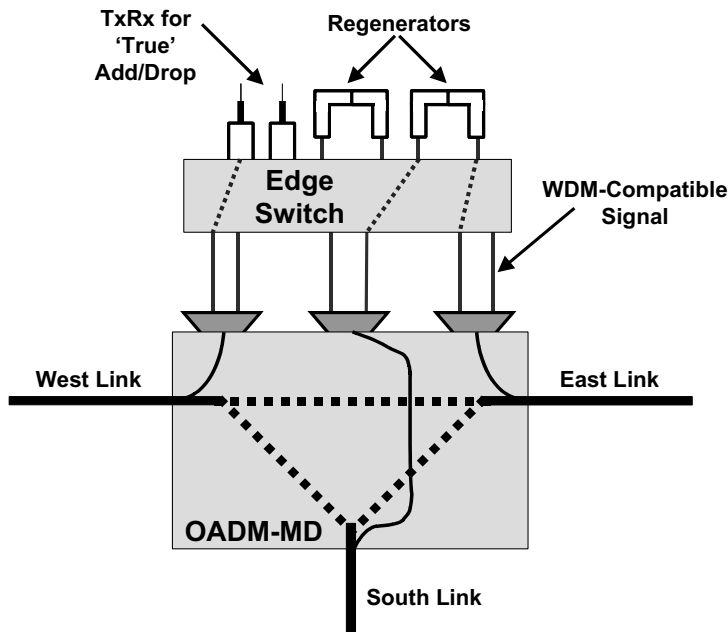 TxRx for
‘True’
Add/Drop
Regenerators
Edge
Switch
WDM-Compatible
Signal
West Link
East Link
OADM-MD
South Link